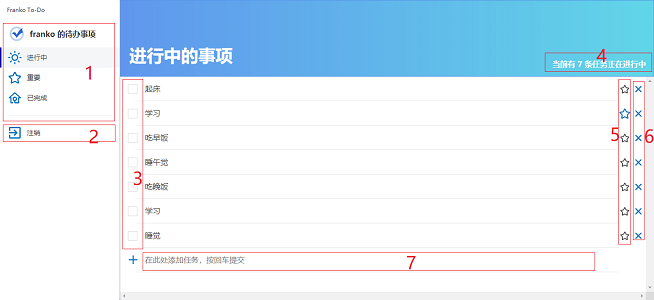 Franko To-Do
franko 的待办事项
进行中
重要
已完成
1
注销
2
进行中的事项
4
当前有 7 条任务正在进行中
起床
学习
吃早饭
5
6
睡午觉
3
吃晚饭
学习
睡觉
在此处添加任务，按回车提交
7